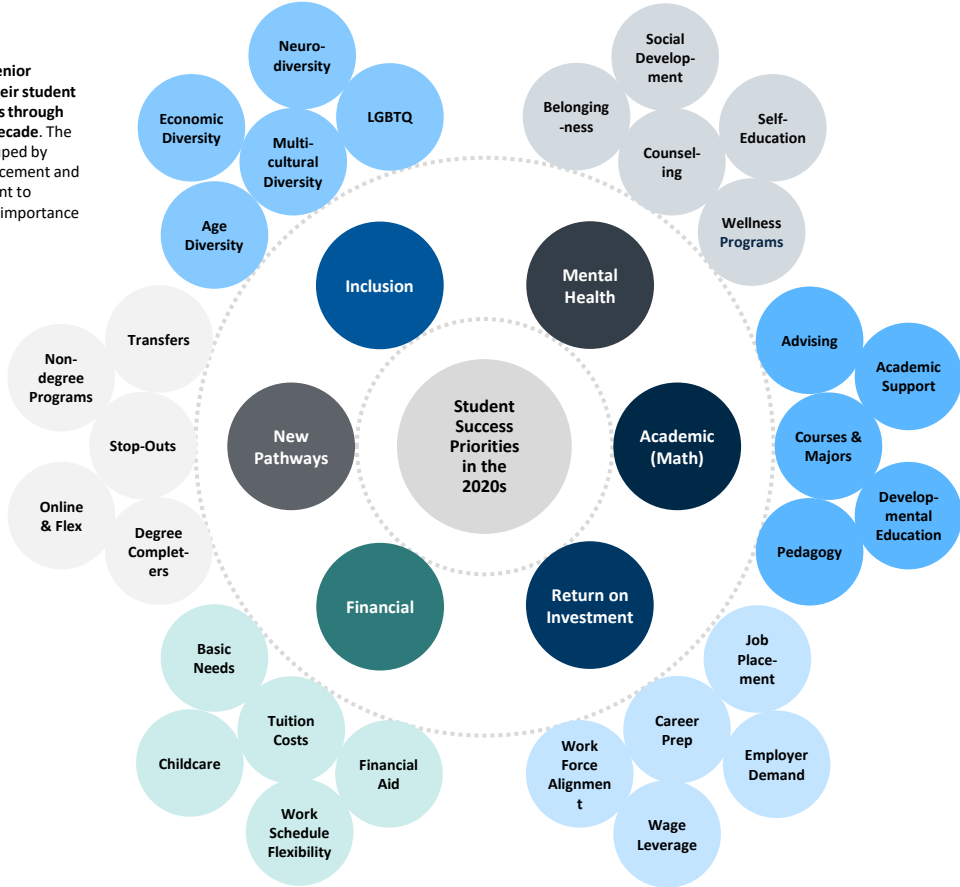 enior
eir student
s through
ecade. The
uped by
cement and
nt to
importance
Neuro-
diversity
LGBTQ
Economic
Diversity
Multi-
cultural
Diversity
Age
Diversity
Social
Develop-
ment
Belonging
-ness
Self-
Education
Counsel-
ing
Wellness
Programs
Inclusion
Mental
Health
Transfers
Non-
degree
Programs
Stop-Outs
Online
& Flex
Degree
Complet-
ers
New
Pathways
Student
Success
Priorities
in the
2020s
Academic
(Math)
Advising
Academic
Support
Courses &
Majors
Develop-
mental
Education
Pedagogy
Financial
Return on
Investment
Basic
Needs
Tuition
Costs
Childcare
Financial
Aid
Work
Schedule
Flexibility
Job
Place-
ment
Career
Prep
Work
Force
Alignmen
t
Employer
Demand
Wage
Leverage